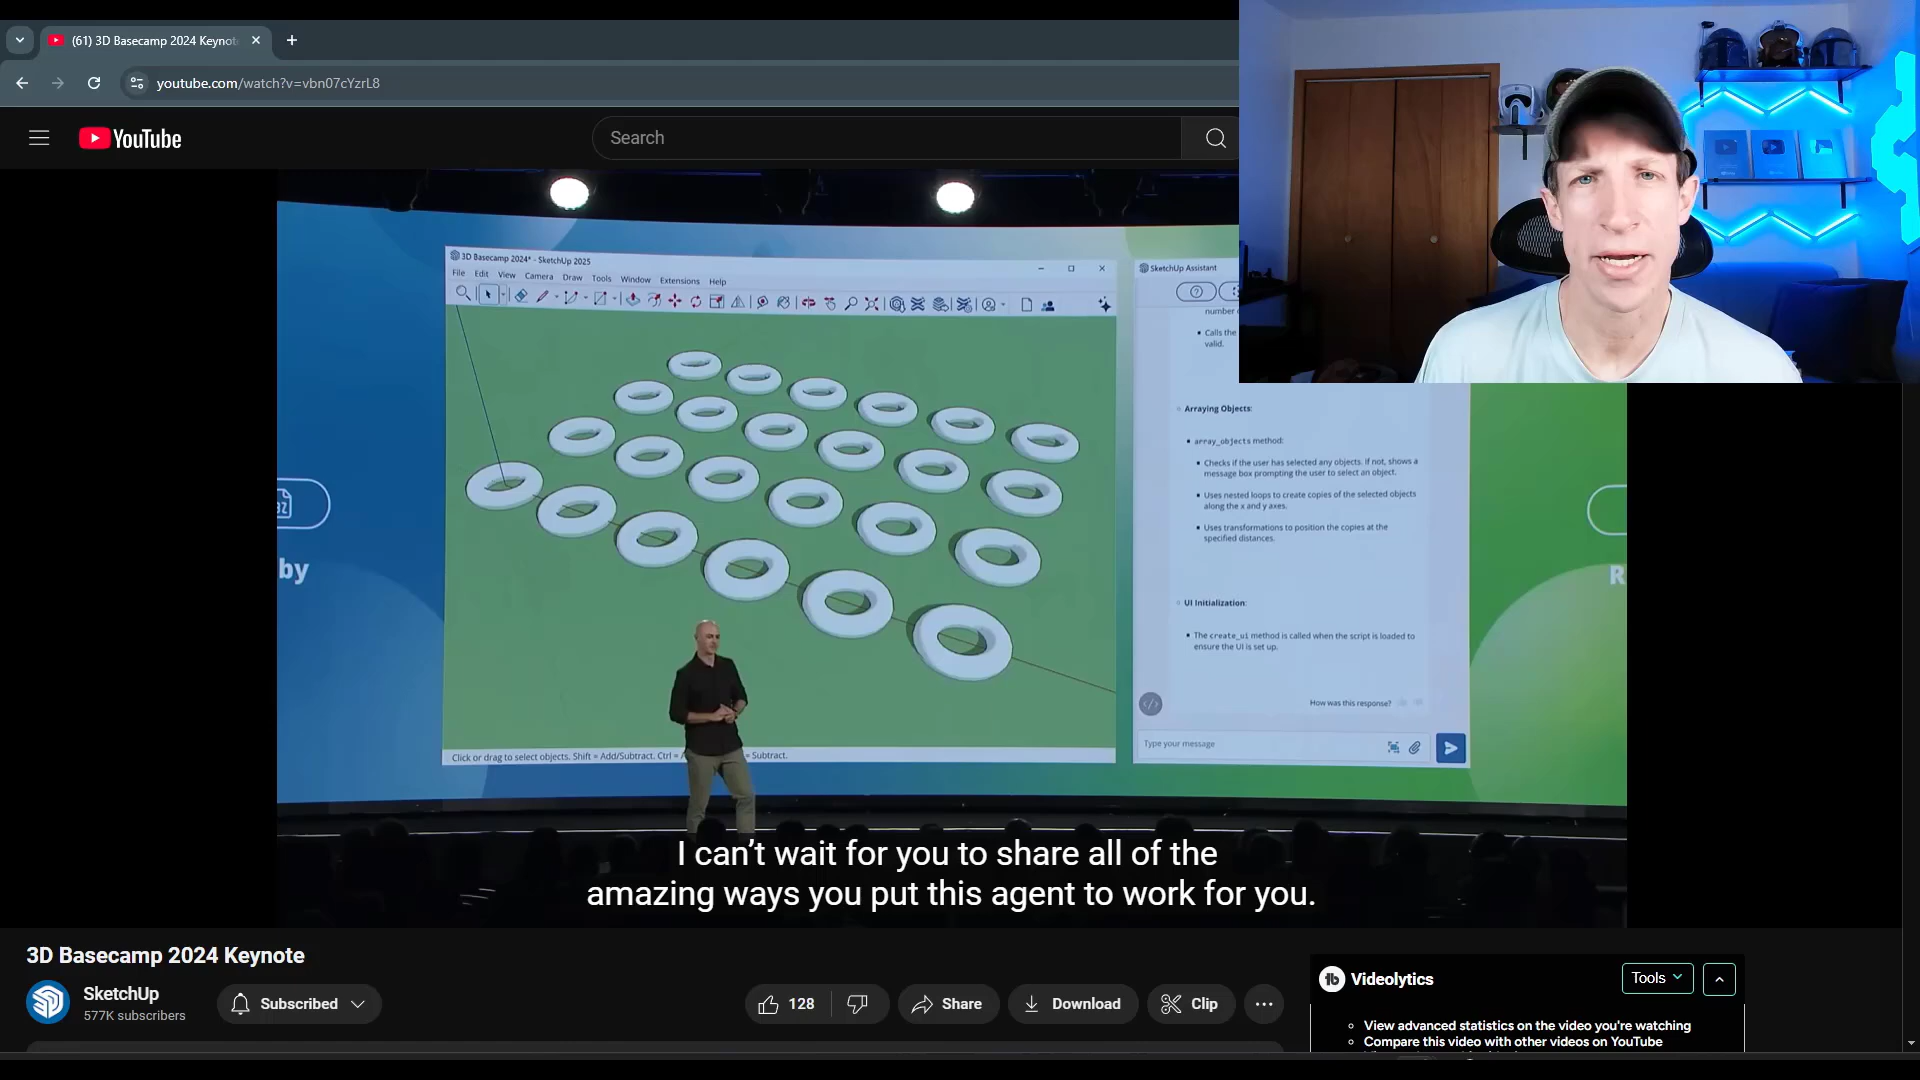 (61) 3D Basecamp 2024 Keynot
youtube.com/watch?v=vbn07cYzrL8
YouTube
Search
3D Basecamp 2024* - SketchUp 2025
File Edit View Camera Draw Tools Window Extensions Help
SketchUp Assistant
number
Calls the
valid.
Arraying Objects:
array_objects method:
Checks if the user has selected any objects. If not, shows a
message box prompting the user to select an object.
Uses nested loops to create copies of the selected objects
along the x and y axes.
Uses transformations to position the copies at the
specified distances.
UI Initialization:
The create_ui method is called when the script is loaded to
ensure the UI is set up.
How was this response?
Type your message
by
R
Click or drag to select objects. Shift = Add/Subtract. Ctrl = A = Subtract.
I can't wait for you to share all of the
amazing ways you put this agent to work for you.
3D Basecamp 2024 Keynote
SketchUp
577K subscribers
Subscribed
128
Share
Download
Clip
Videolytics
Tools
View advanced statistics on the video you're watching
Compare this video with other videos on YouTube